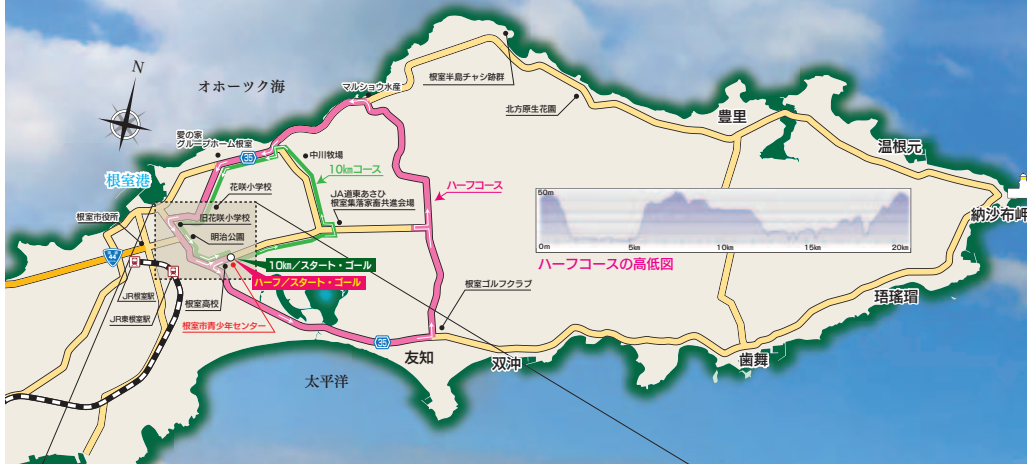 N
オホーツク海
マルショウ水産
根室半島チャシ跡群
北方原生花園
豊里
温根元
納沙布岬
愛の家
グループホーム根室
35
中川牧場
10kmコース
根室港
花咲小学校
JA道東あさひ
根室集落家畜共進会場
ハーフコース
50m
0m
5km
10km
15km
20km
ハーフコースの高低図
根室市役所
旧花咲小学校
明治公園
44
10km/スタート・ゴール
ハーフ/スタート・ゴール
JR根室駅
JR東根室駅
根室高校
根室市青少年センター
根室ゴルフクラブ
35
友知
双沖
歯舞
珸瑤瑁
太平洋